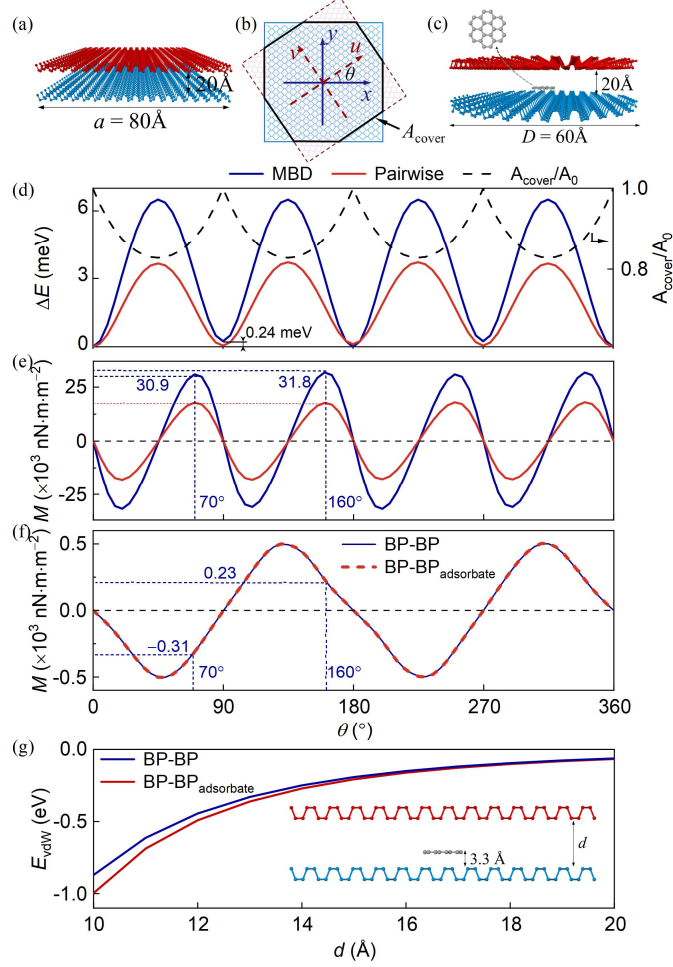 (a)
20Å
a = 80Å
(b)
y
v
u
θ
x
A_cover
(c)
20Å
D = 60Å
MBD Pairwise A_cover/A_0
(d)
6
3
0
ΔE (meV)
0.24 meV
1.0
0.8
A_cover/A_0
(e)
25
0
-25
M (×10³ nN·m·m⁻²)
30.9
31.8
70°
160°
(f)
0.5
0.0
-0.5
M (×10³ nN·m·m⁻²)
BP-BP
BP-BP_adsorbate
0.23
−0.31
70°
160°
0 90 180 270 360
θ (°)
(g)
0.0
-0.5
-1.0
E_vdW (eV)
BP-BP
BP-BP_adsorbate
d
3.3 Å
10 12 14 16 18 20
d (Å)